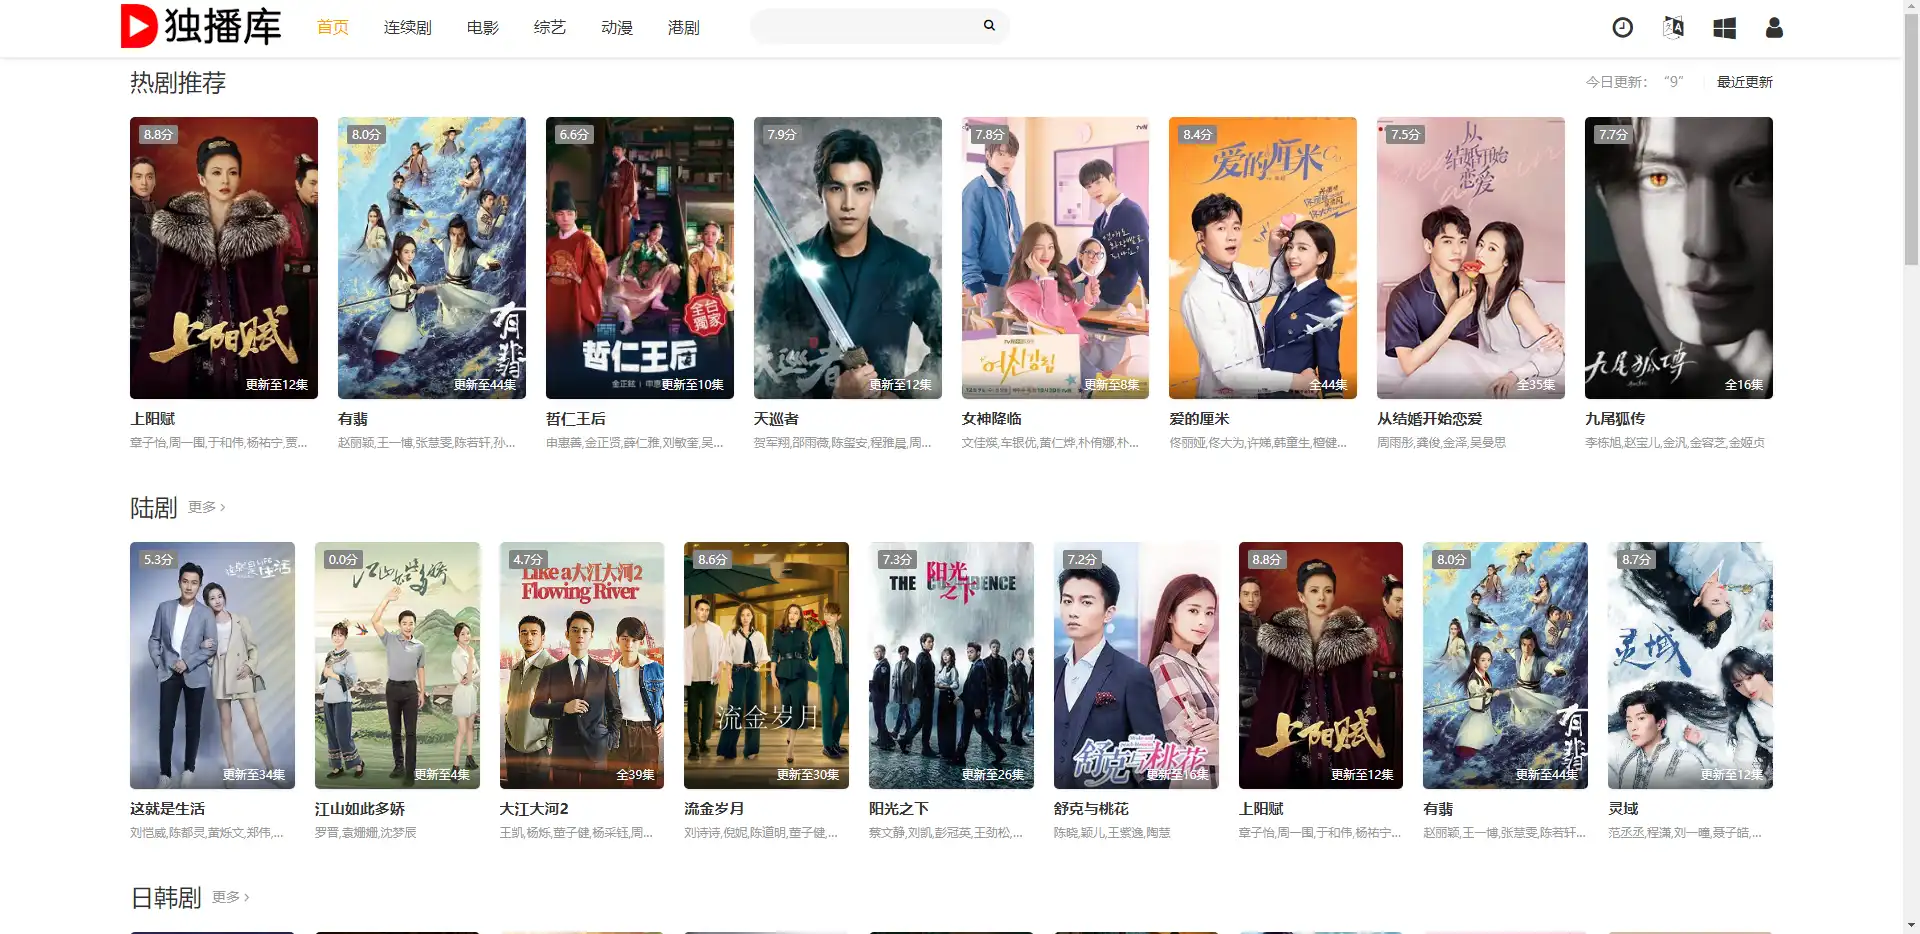 独播库
首页 连续剧 电影 综艺 动漫 港剧
热剧推荐
今日更新： “9” 最近更新
8.8分
上阳赋
更新至12集
上阳赋
章子怡,周一围,于和伟,杨祐宁,贾...
8.0分
有翡
更新至44集
有翡
赵丽颖,王一博,张慧雯,陈若轩,孙...
6.6分
全台
獨家
哲仁王后
更新至10集
哲仁王后
申惠善,金正贤,薛仁雅,刘敏奎,吴...
7.9分
天巡者
更新至12集
天巡者
贺军翔,邵雨薇,陈玺安,程雅晨,周...
7.8分
tvN
여신강림
更新至8集
女神降临
文佳煐,车银优,黄仁烨,朴侑娜,朴...
8.4分
爱的厘米
全44集
爱的厘米
佟丽娅,佟大为,许娣,韩童生,檀健...
7.5分
从
结婚开始
恋爱
全35集
从结婚开始恋爱
周雨彤,龚俊,金泽,吴曼思
7.7分
九尾狐传
全16集
九尾狐传
李栋旭,赵宝儿,金汎,金容芝,金姬贞
陆剧 更多
5.3分
这就是生活
更新至34集
这就是生活
刘恺威,陈都灵,黄烁文,郑伟,...
0.0分
江山如此多娇
更新至4集
江山如此多娇
罗晋,袁姗姗,沈梦辰
4.7分
Like a大江大河2
Flowing River
全39集
大江大河2
王凯,杨烁,董子健,杨采钰,周...
8.6分
流金岁月
更新至30集
流金岁月
刘诗诗,倪妮,陈道明,董子健,...
7.3分
阳光
之下
更新至26集
阳光之下
蔡文静,刘凯,彭冠英,王劲松,...
7.2分
舒克与桃花
更新至16集
舒克与桃花
陈晓,颖儿,王紫逸,陶慧
8.8分
上阳赋
更新至12集
上阳赋
章子怡,周一围,于和伟,杨祐宁...
8.0分
有翡
更新至44集
有翡
赵丽颖,王一博,张慧雯,陈若轩...
8.7分
灵域
更新至12集
灵域
范丞丞,程潇,刘一曈,聂子皓,...
日韩剧 更多